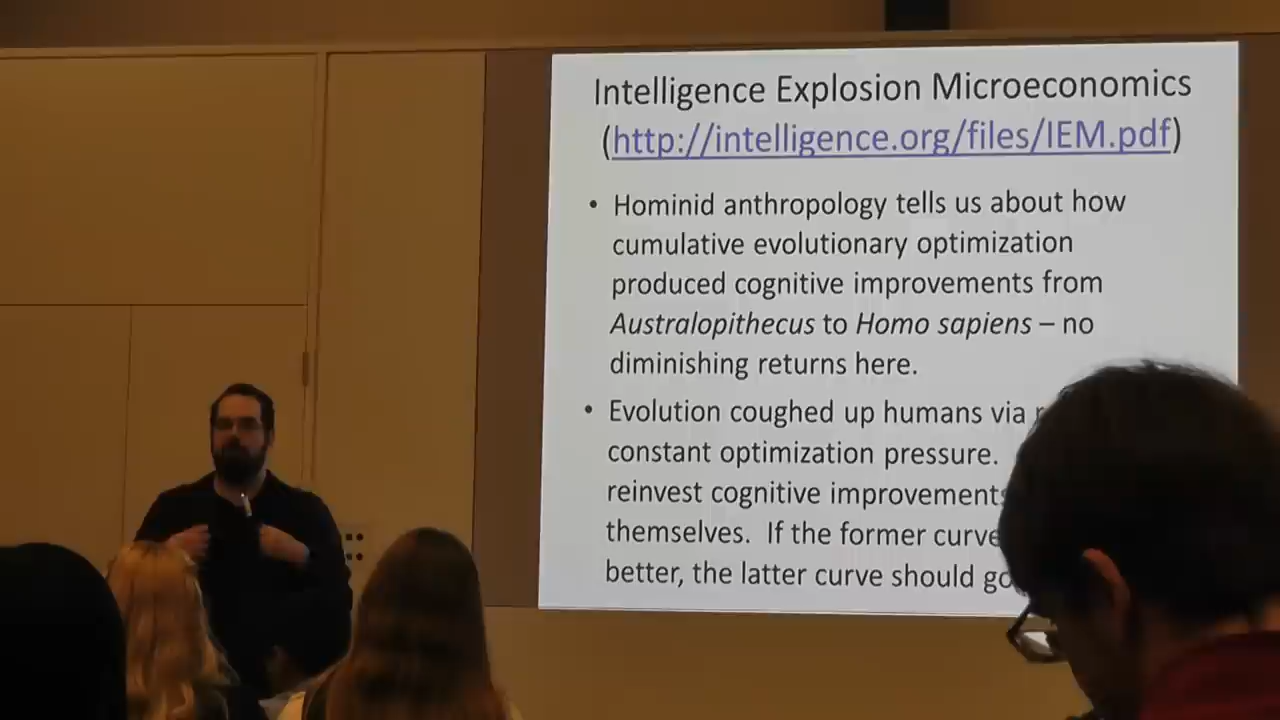 Intelligence Explosion Microeconomics
(http://intelligence.org/files/IEM.pdf)
• Hominid anthropology tells us about how
cumulative evolutionary optimization
produced cognitive improvements from
Australopithecus to Homo sapiens – no
diminishing returns here.
• Evolution coughed up humans via
constant optimization pressure.
reinvest cognitive improvements
themselves. If the former curve
better, the latter curve should go